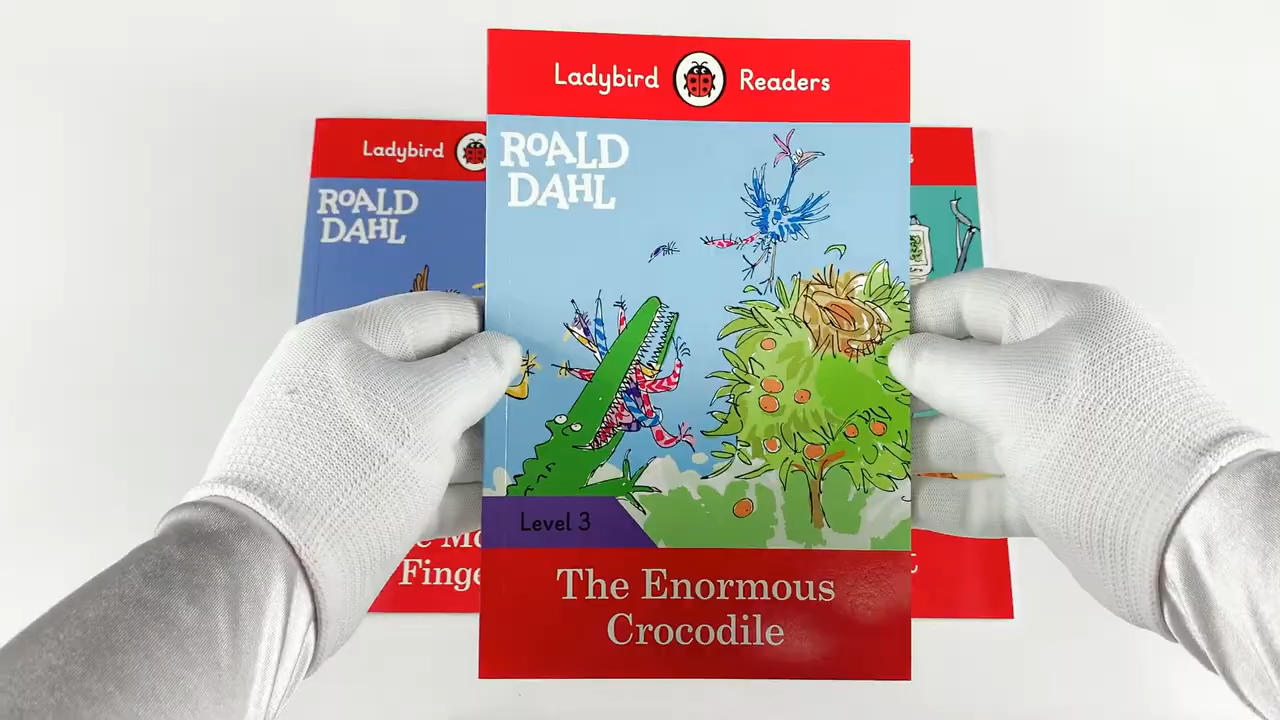 Ladybird Readers
ROALD
DAHL
Level 3
The Enormous
Crocodile
Ladybird
ROALD
DAHL